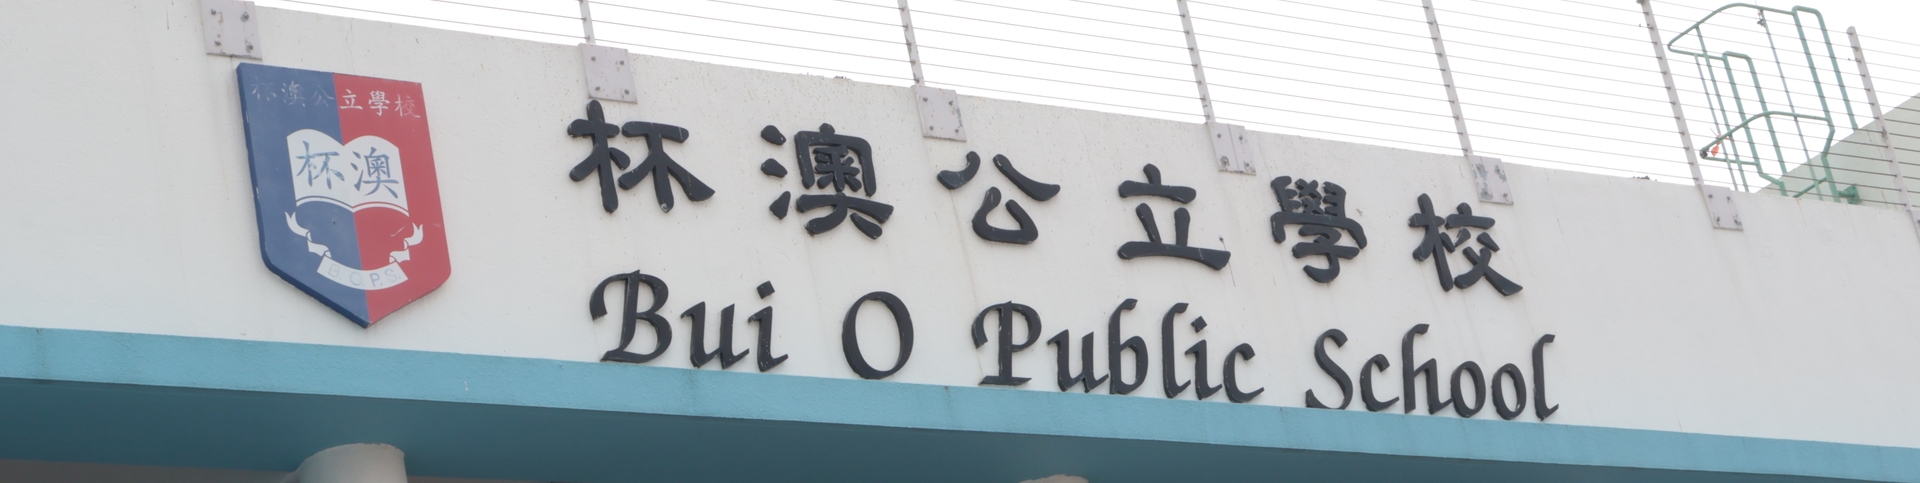 杯澳公立學校
杯澳
B.O.P.S.
杯澳公立學校
Bui O Public School